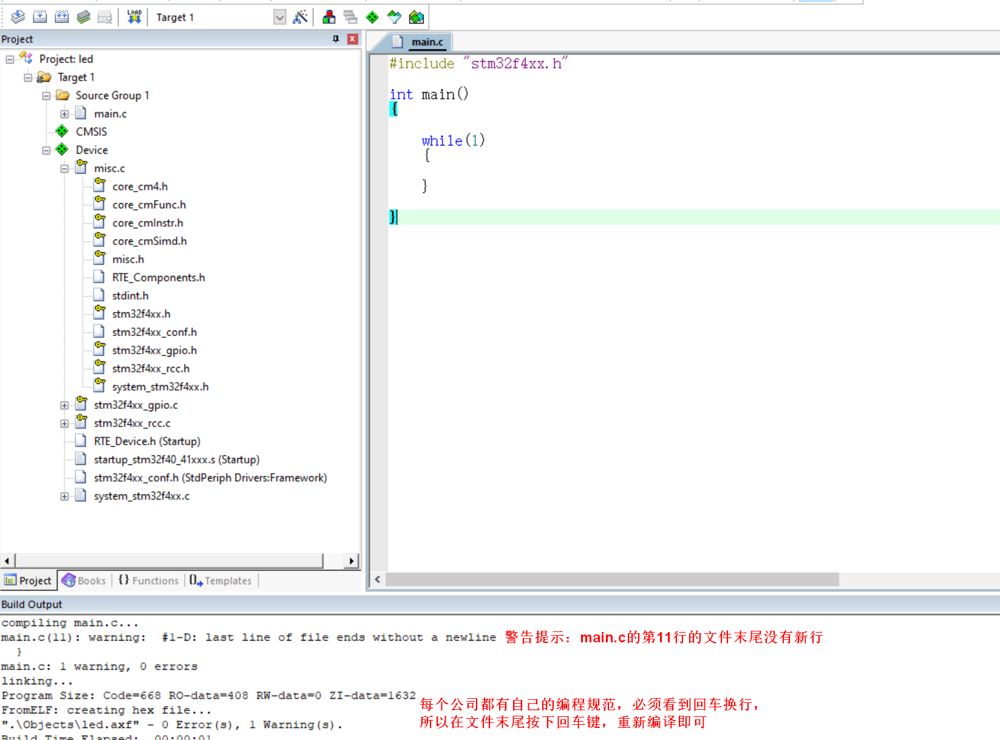 LOAD
Target 1
Project
main.c
Project: led
Target 1
Source Group 1
main.c
CMSIS
Device
misc.c
core_cm4.h
core_cmFunc.h
core_cmInstr.h
core_cmSimd.h
misc.h
RTE_Components.h
stdint.h
stm32f4xx.h
stm32f4xx_conf.h
stm32f4xx_gpio.h
stm32f4xx_rcc.h
system_stm32f4xx.h
stm32f4xx_gpio.c
stm32f4xx_rcc.c
RTE_Device.h (Startup)
startup_stm32f40_41xxx.s (Startup)
stm32f4xx_conf.h (StdPeriph Drivers:Framework)
system_stm32f4xx.c
#include "stm32f4xx.h"
int main()
{
while(1)
{
}
}
Project Books {} Functions Templates
Build Output
compiling main.c...
main.c(11): warning:  #1-D: last line of file ends without a newline 警告提示：main.c的第11行的文件末尾没有新行
}
main.c: 1 warning, 0 errors
linking...
Program Size: Code=668 RO-data=408 RW-data=0 ZI-data=1632
FromELF: creating hex file...
".\Objects\led.axf" - 0 Error(s), 1 Warning(s).
Build Time Elapsed:  00:00:01
每个公司都有自己的编程规范，必须看到回车换行，
所以在文件末尾按下回车键，重新编译即可